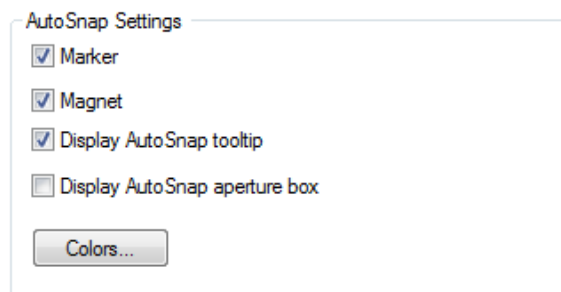 AutoSnap Settings
Marker
Magnet
Display AutoSnap tooltip
Display AutoSnap aperture box
Colors...